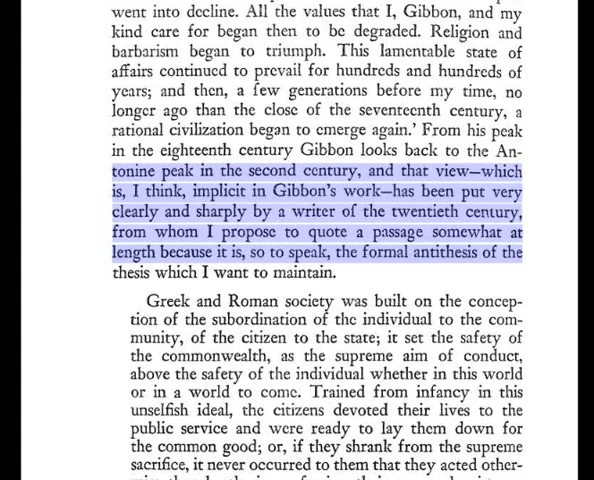 went into decline. All the values that I, Gibbon, and my
kind care for began then to be degraded. Religion and
barbarism began to triumph. This lamentable state of
affairs continued to prevail for hundreds and hundreds of
years; and then, a few generations before my time, no
longer ago than the close of the seventeenth century, a
rational civilization began to emerge again.' From his peak
in the eighteenth century Gibbon looks back to the An-
tonine peak in the second century, and that view—which
is, I think, implicit in Gibbon's work—has been put very
clearly and sharply by a writer of the twentieth century,
from whom I propose to quote a passage somewhat at
length because it is, so to speak, the formal antithesis of the
thesis which I want to maintain.
Greek and Roman society was built on the concep-
tion of the subordination of the individual to the com-
munity, of the citizen to the state; it set the safety of
the commonwealth, as the supreme aim of conduct,
above the safety of the individual whether in this world
or in a world to come. Trained from infancy in this
unselfish ideal, the citizens devoted their lives to the
public service and were ready to lay them down for
the common good; or, if they shrank from the supreme
sacrifice, it never occurred to them that they acted other-